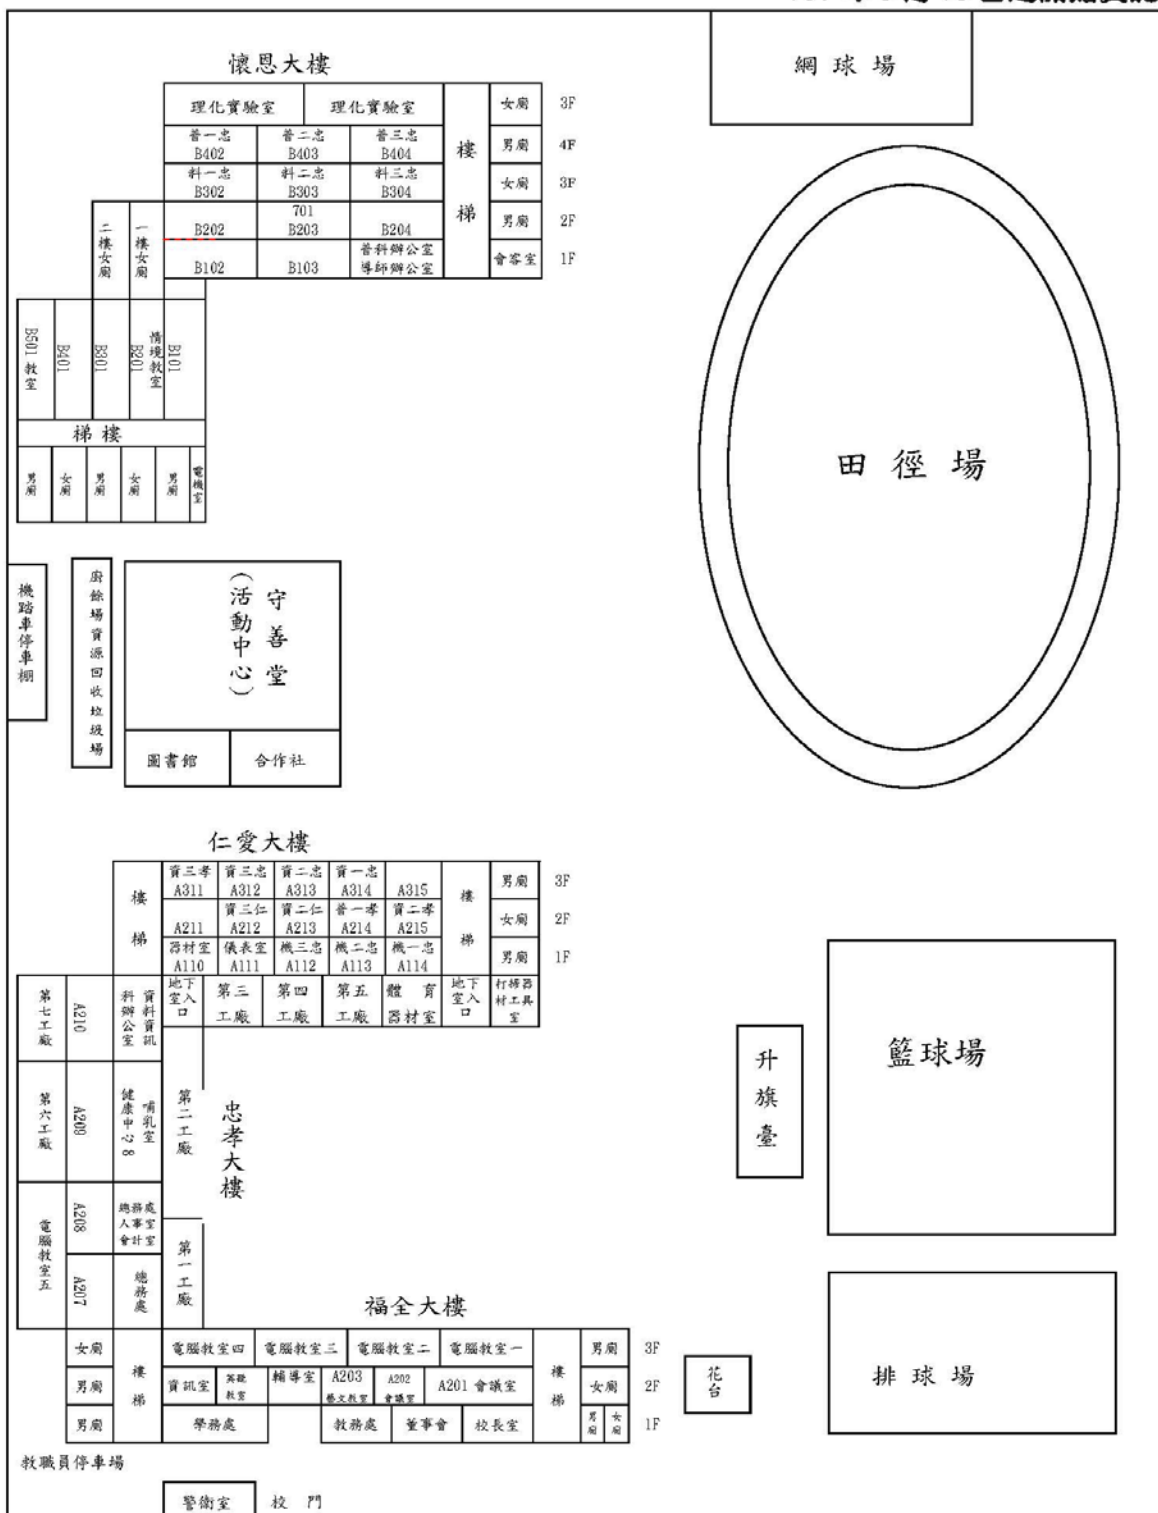 懷恩大樓
網球場
理化實驗室 理化實驗室 女廁 3F
普一忠 普二忠 普三忠
B402 B403 B404 男廁 4F
料一忠 料二忠 料三忠
B302 B303 B304 女廁 3F
701
B202 B203 B204 男廁 2F
普科辦公室
B102 B103 導師辦公室 會客室 1F
樓梯
二樓女廁
一樓女廁
B501 教室
B401
B301
B201
情境教室
B101
梯樓
男廁 女廁 男廁 女廁 男廁 電機室
田徑場
機踏車停車棚
廚餘場資源回收垃圾場
守善堂
(活動中心)
圖書館 合作社
仁愛大樓
樓梯
資三孝 資三忠 資二忠 資一忠
A311 A312 A313 A314 A315 男廁 3F
資三仁 資二仁 普一孝 資二孝
A211 A212 A213 A214 A215 女廁 2F
器材室 儀表室 機三忠 機二忠 機一忠
A110 A111 A112 A113 A114 男廁 1F
樓梯
地下室入口
第三工廠
第四工廠
第五工廠
體育器材室
地下室入口
打掃器材工具室
第七工廠
A210
資料資訊
科辦公室
第六工廠
A209
哺乳室
健康中心8
第二工廠
忠孝大樓
電腦教室五
A208
總務處
人事室
會計室
A207
總務處
第一工廠
升旗臺
籃球場
福全大樓
女廁 電腦教室四 電腦教室三 電腦教室二 電腦教室一 男廁 3F
樓梯
男廁 資訊室 輔導室 A203 藝文教室 A202 會議室 A201 會議室 女廁 2F
樓梯
男廁 學務處 教務處 董事會 校長室 男廁 女廁 1F
花台
排球場
教職員停車場
警衛室 校門